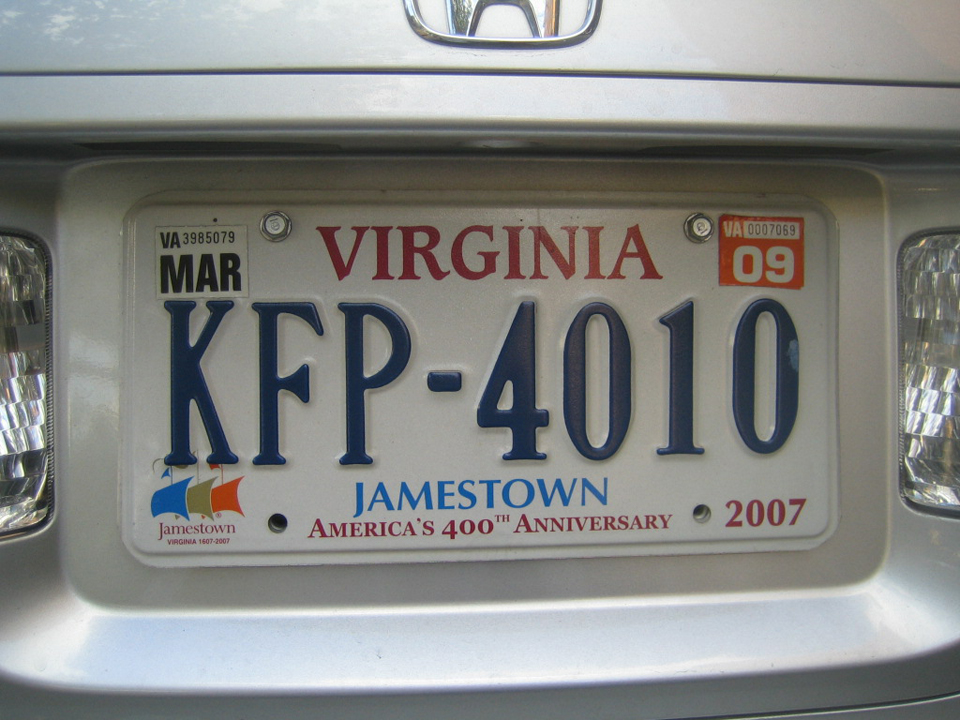 VA 3985079
MAR
VIRGINIA
VA 0007069
09
KFP-4010
Jamestown
VIRGINIA 1607-2007
JAMESTOWN
AMERICA'S 400TH ANNIVERSARY
2007